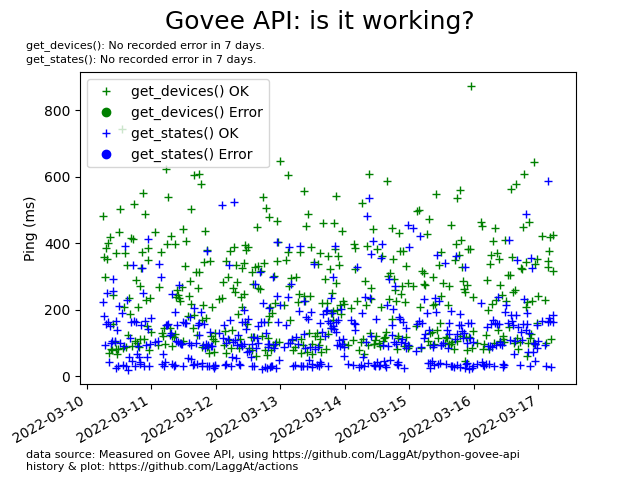 Govee API: is it working?
get_devices(): No recorded error in 7 days.
get_states(): No recorded error in 7 days.
get_devices() OK
get_devices() Error
get_states() OK
get_states() Error
Ping (ms)
800
600
400
200
0
2022-03-10
2022-03-11
2022-03-12
2022-03-13
2022-03-14
2022-03-15
2022-03-16
2022-03-17
data source: Measured on Govee API, using https://github.com/LaggAt/python-govee-api
history & plot: https://github.com/LaggAt/actions